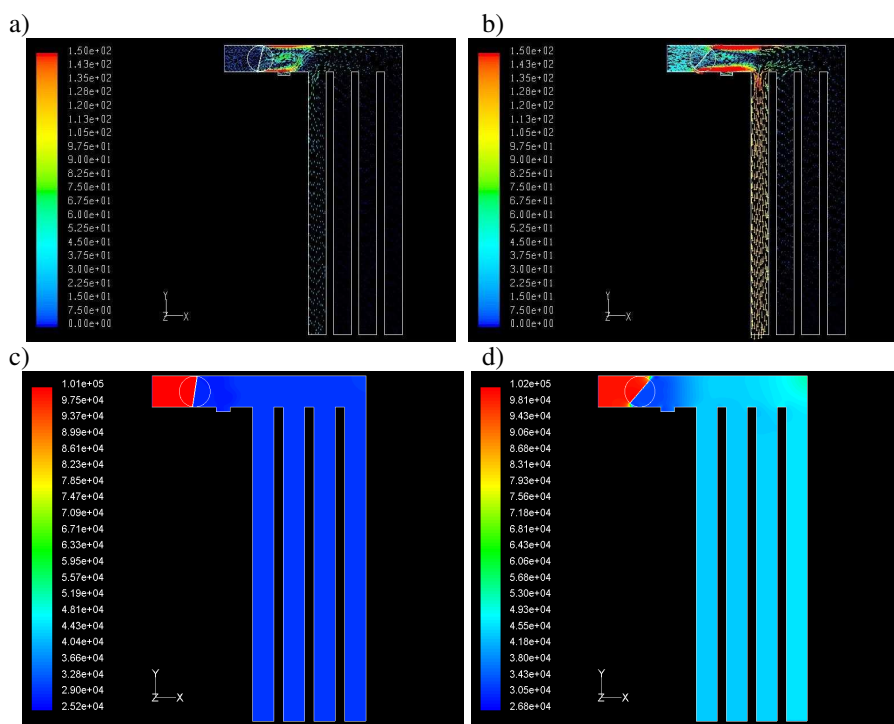 a)
1.50e+02
1.43e+02
1.35e+02
1.28e+02
1.20e+02
1.13e+02
1.05e+02
9.75e+01
9.00e+01
8.25e+01
7.50e+01
6.75e+01
6.00e+01
5.25e+01
4.50e+01
3.75e+01
3.00e+01
2.25e+01
1.50e+01
7.50e+00
0.00e+00
Y
Z X
b)
1.50e+02
1.43e+02
1.35e+02
1.28e+02
1.20e+02
1.13e+02
1.05e+02
9.75e+01
9.00e+01
8.25e+01
7.50e+01
6.75e+01
6.00e+01
5.25e+01
4.50e+01
3.75e+01
3.00e+01
2.25e+01
1.50e+01
7.50e+00
0.00e+00
Y
Z X
c)
1.01e+05
9.75e+04
9.37e+04
8.99e+04
8.61e+04
8.23e+04
7.85e+04
7.47e+04
7.09e+04
6.71e+04
6.33e+04
5.95e+04
5.57e+04
5.19e+04
4.81e+04
4.43e+04
4.04e+04
3.66e+04
3.28e+04
2.90e+04
2.52e+04
Y
Z X
d)
1.02e+05
9.81e+04
9.43e+04
9.06e+04
8.68e+04
8.31e+04
7.93e+04
7.56e+04
7.18e+04
6.80e+04
6.43e+04
6.05e+04
5.68e+04
5.30e+04
4.93e+04
4.55e+04
4.18e+04
3.80e+04
3.43e+04
3.05e+04
2.68e+04
Y
Z X